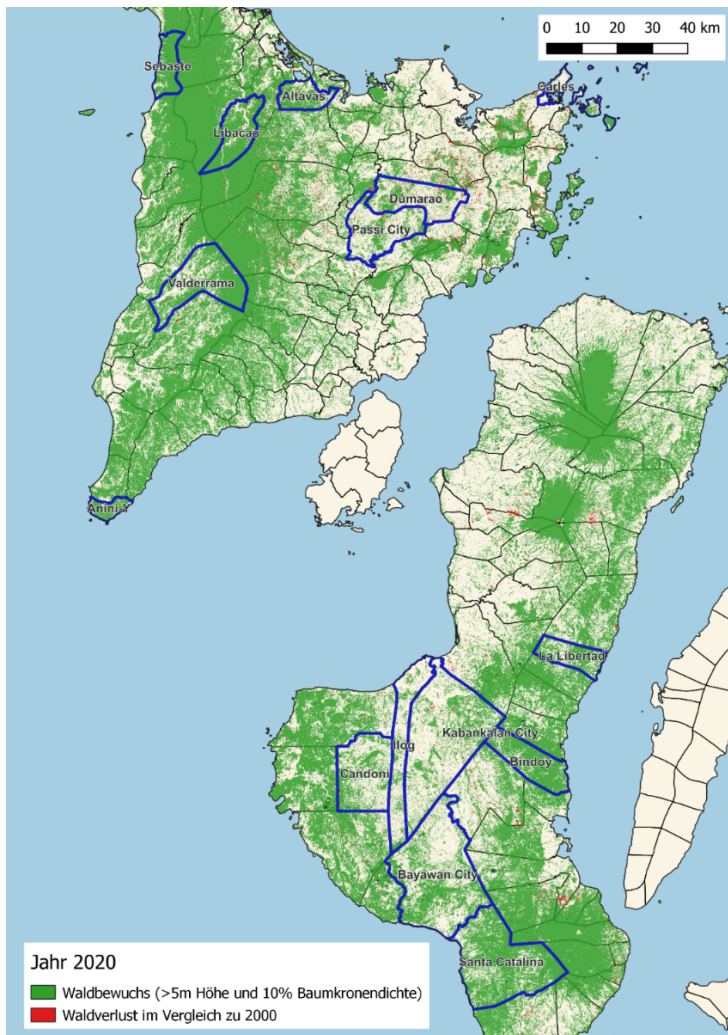 0 10 20 30 40 km
Sebaste
Altavas
Carles
Libacao
Dumarao
Passi City
Valderrama
Anini-Y
La Libertad
Kabankalan City
Ilog
Bindoy
Candoni
Bayawan City
Santa Catalina
Jahr 2020
Waldbewuchs (>5m Höhe und 10% Baumkronendichte)
Waldverlust im Vergleich zu 2000